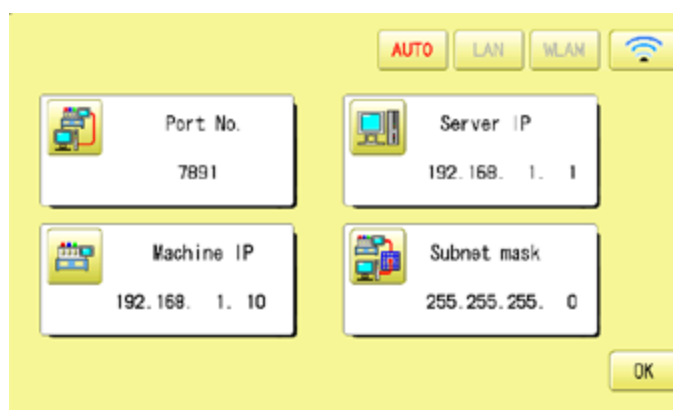 AUTO LAN WLAN
Port No.
7891
Server IP
192.168. 1. 1
Machine IP
192.168. 1. 10
Subnet mask
255.255.255. 0
OK